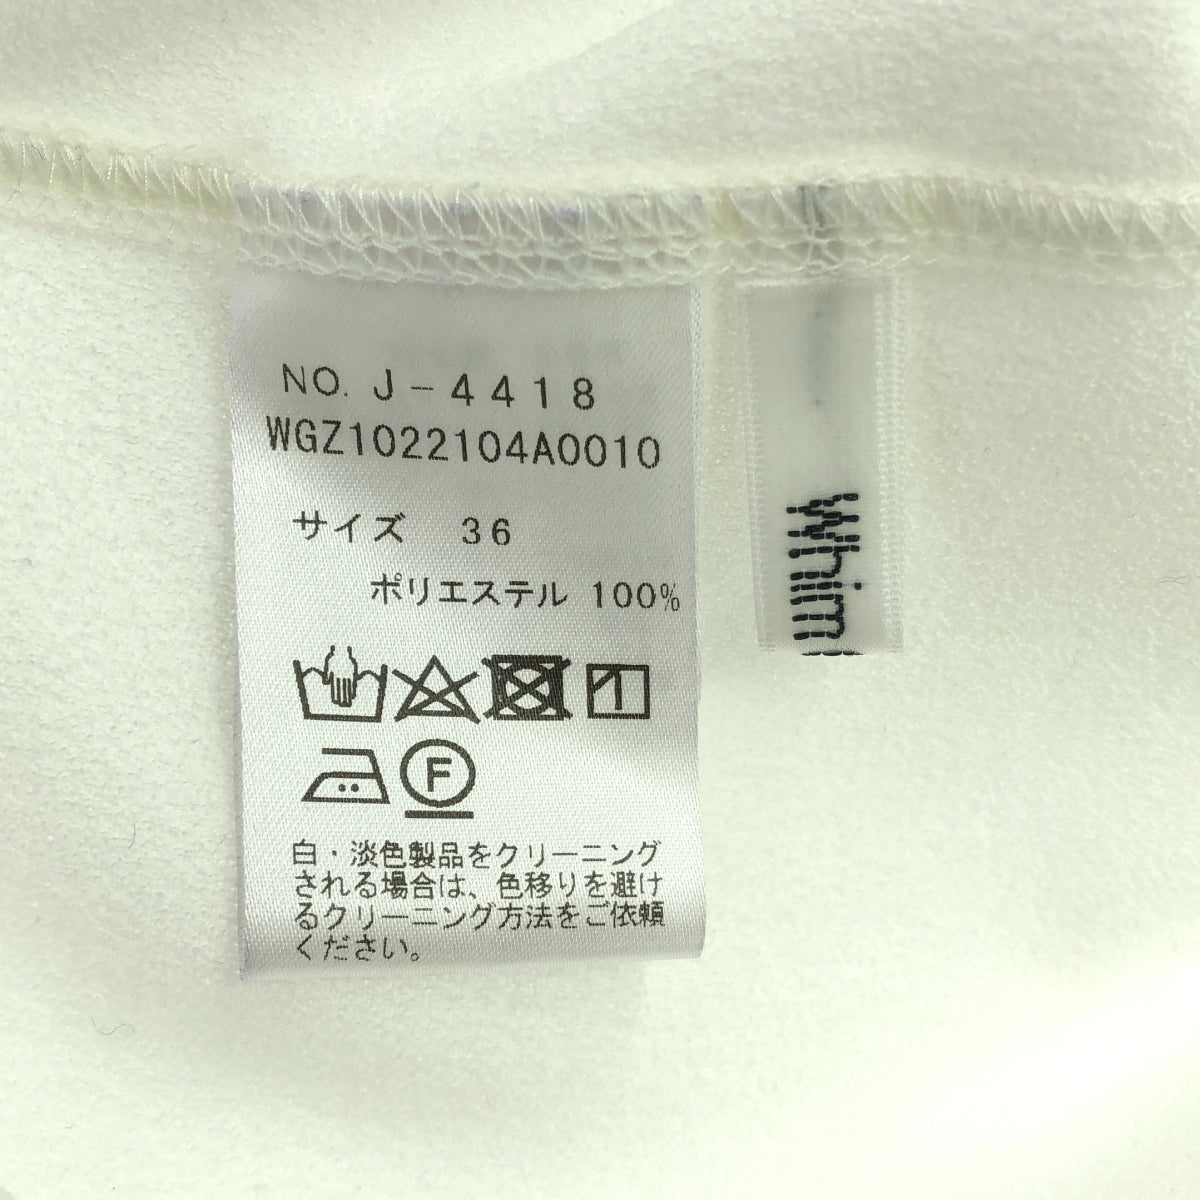 NO. J-4418
WGZ1022104A0010
サイズ 36
ポリエステル 100%
F
白・淡色製品をクリーニング
される場合は、色移りを避け
るクリーニング方法をご依頼
ください。
Whim